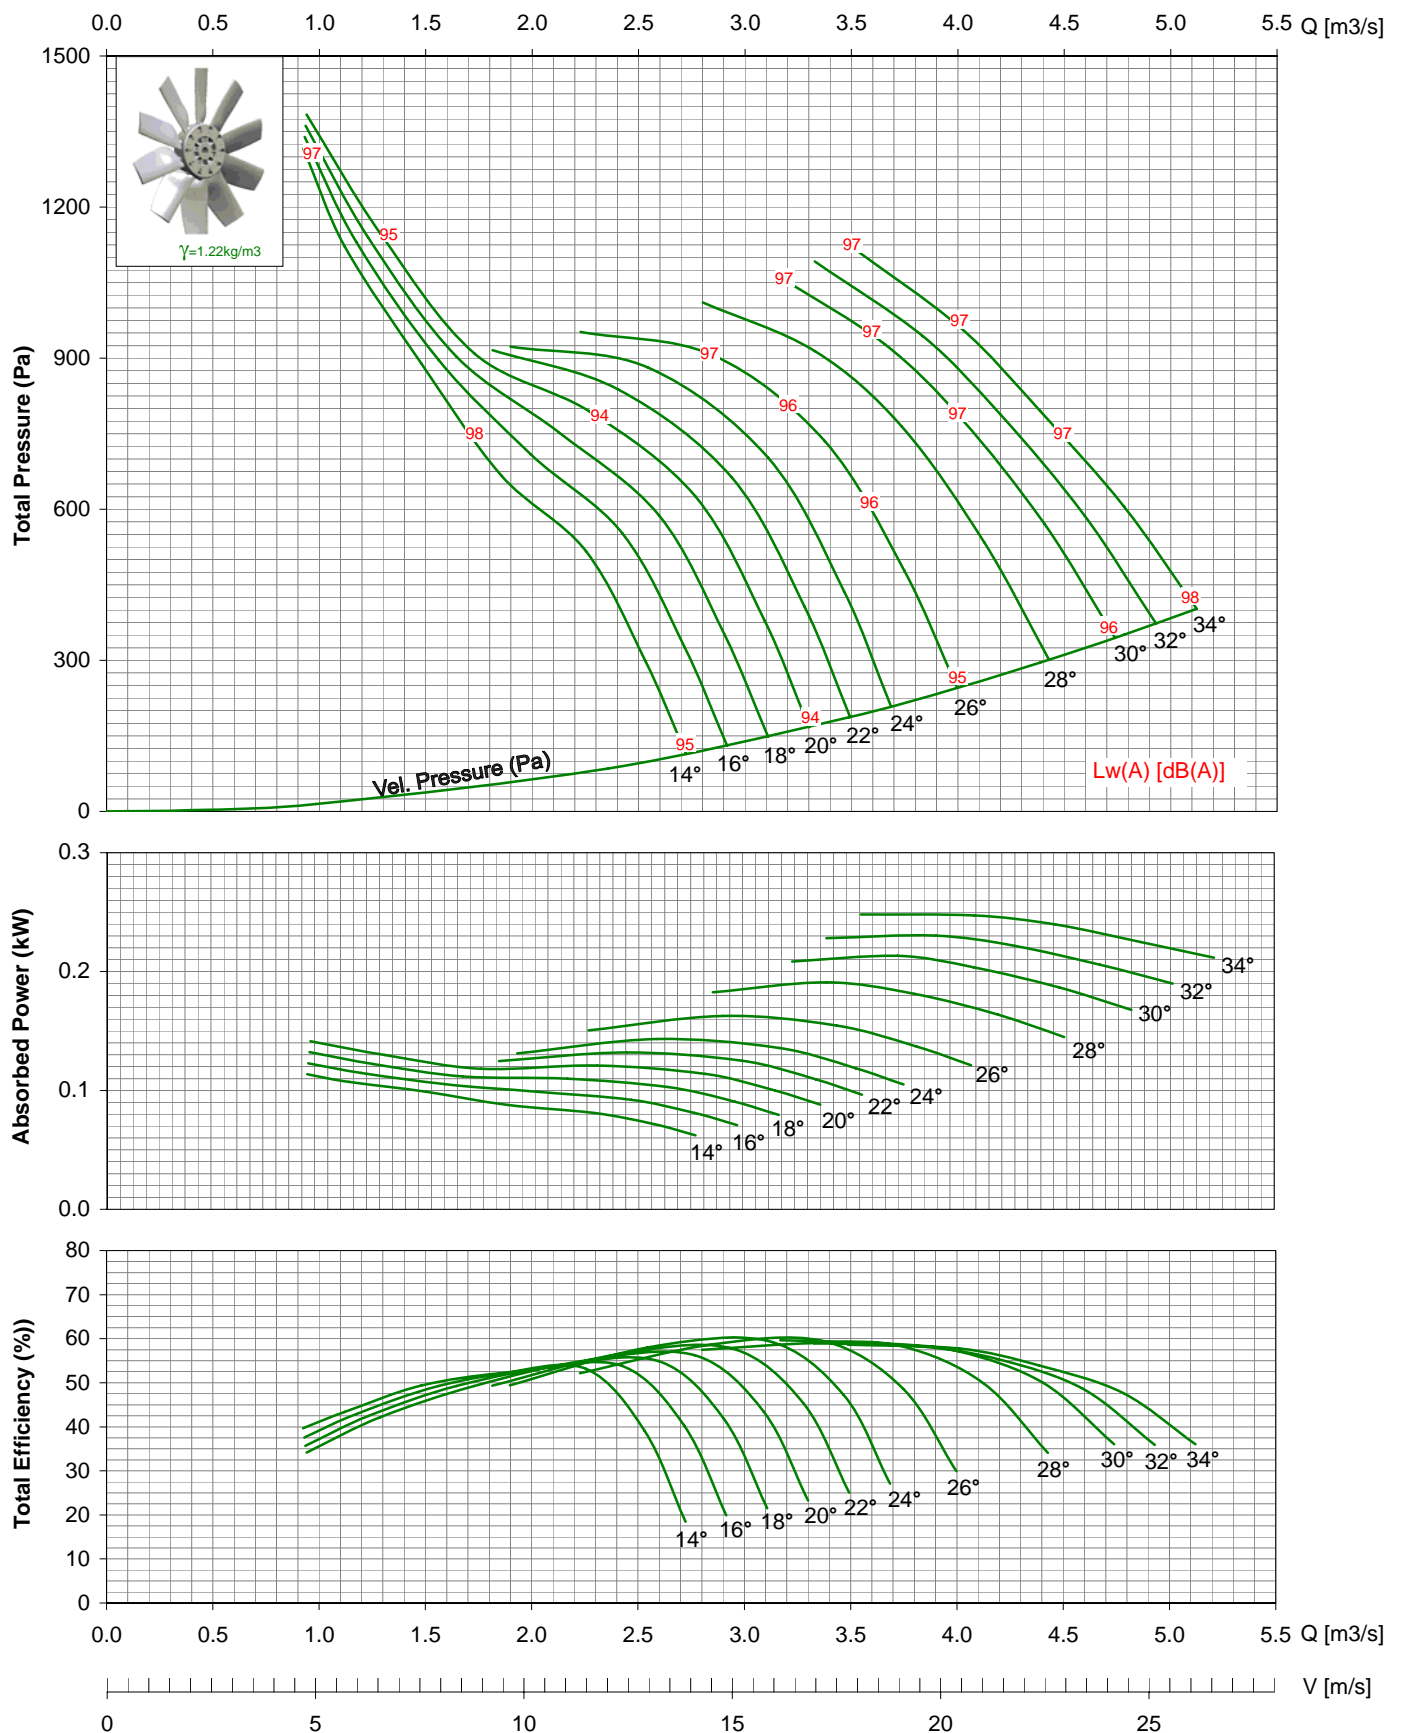 0.0 0.5 1.0 1.5 2.0 2.5 3.0 3.5 4.0 4.5 5.0 5.5 Q [m3/s]
1500
1200
900
600
300
0
Total Pressure (Pa)
γ=1.22kg/m3
97
95
98
94
97
96
96
95
97
97
97
96
97
97
97
98
95
94
Vel. Pressure (Pa)
14° 16° 18° 20° 22° 24° 26° 28° 30° 32° 34°
Lw(A) [dB(A)]
0.3
0.2
0.1
0.0
Absorbed Power (kW)
14° 16° 18° 20° 22° 24° 26° 28° 30° 32° 34°
80
70
60
50
40
30
20
10
0
Total Efficiency (%))
14° 16° 18° 20° 22° 24° 26° 28° 30° 32° 34°
0.0 0.5 1.0 1.5 2.0 2.5 3.0 3.5 4.0 4.5 5.0 5.5 Q [m3/s]
V [m/s]
0 5 10 15 20 25